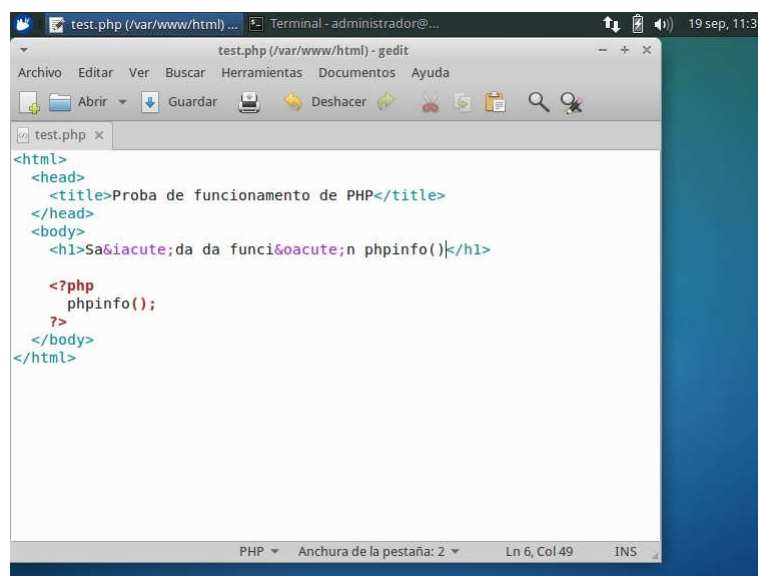 test.php (/var/www/html) ... Terminal - administrador@... 19 sep, 11:3
test.php (/var/www/html) - gedit
Archivo Editar Ver Buscar Herramientas Documentos Ayuda
Abrir Guardar Deshacer
test.php
<html>
<head>
<title>Proba de funcionamento de PHP</title>
</head>
<body>
<h1>Sa&iacute;da da funci&oacute;n phpinfo()</h1>
<?php
phpinfo();
?>
</body>
</html>
PHP Anchura de la pestaña: 2 Ln 6, Col 49 INS